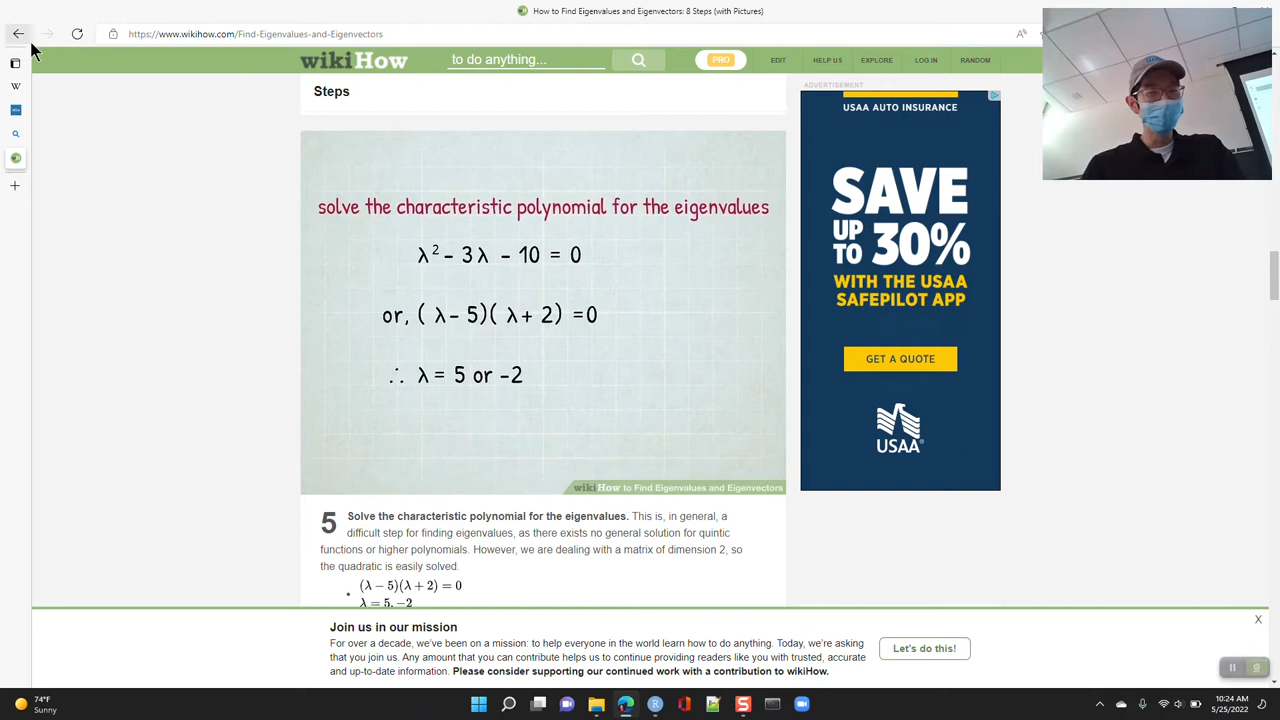 How to Find Eigenvalues and Eigenvectors: 8 Steps (with Pictures)
https://www.wikihow.com/Find-Eigenvalues-and-Eigenvectors
wikiHow
to do anything...
PRO
EDIT
HELP US
EXPLORE
LOG IN
RANDOM
Steps
solve the characteristic polynomial for the eigenvalues
λ² − 3λ − 10 = 0
or, (λ − 5)(λ + 2) = 0
∴ λ = 5 or -2
wikiHow to Find Eigenvalues and Eigenvectors
5 Solve the characteristic polynomial for the eigenvalues. This is, in general, a
difficult step for finding eigenvalues, as there exists no general solution for quintic
functions or higher polynomials. However, we are dealing with a matrix of dimension 2, so
the quadratic is easily solved.
• (λ − 5)(λ + 2) = 0
λ = 5, −2
ADVERTISEMENT
USAA AUTO INSURANCE
SAVE
UP TO 30%
WITH THE USAA
SAFEPILOT APP
GET A QUOTE
USAA®
Join us in our mission
For over a decade, we've been on a mission: to help everyone in the world learn how to do anything. Today, we're asking
that you join us. Any amount that you can contribute helps us to continue providing readers like you with trusted, accurate
and up-to-date information. Please consider supporting our continued work with a contribution to wikiHow.
Let's do this!
X
74°F
Sunny
10:24 AM
5/25/2022